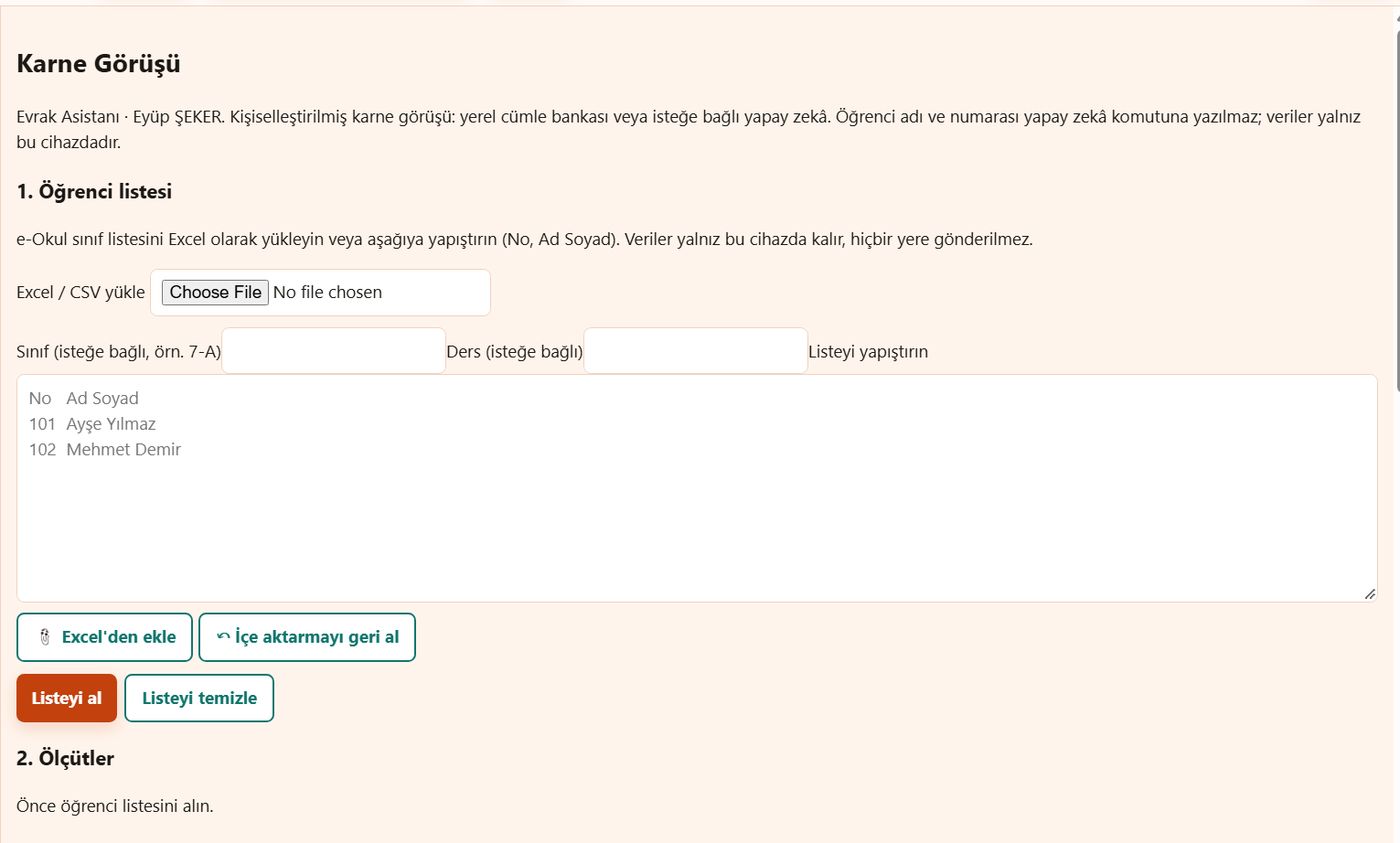 Karne Görüşü
Evrak Asistanı · Eyüp ŞEKER. Kişiselleştirilmiş karne görüşü: yerel cümle bankası veya isteğe bağlı yapay zekâ. Öğrenci adı ve numarası yapay zekâ komutuna yazılmaz; veriler yalnız
bu cihazdadır.
1. Öğrenci listesi
e-Okul sınıf listesini Excel olarak yükleyin veya aşağıya yapıştırın (No, Ad Soyad). Veriler yalnız bu cihazda kalır, hiçbir yere gönderilmez.
Excel / CSV yükle Choose File No file chosen
Sınıf (isteğe bağlı, örn. 7-A) Ders (isteğe bağlı) Listeyi yapıştırın
No Ad Soyad
101 Ayşe Yılmaz
102 Mehmet Demir
Excel'den ekle İçe aktarmayı geri al
Listeyi al Listeyi temizle
2. Ölçütler
Önce öğrenci listesini alın.